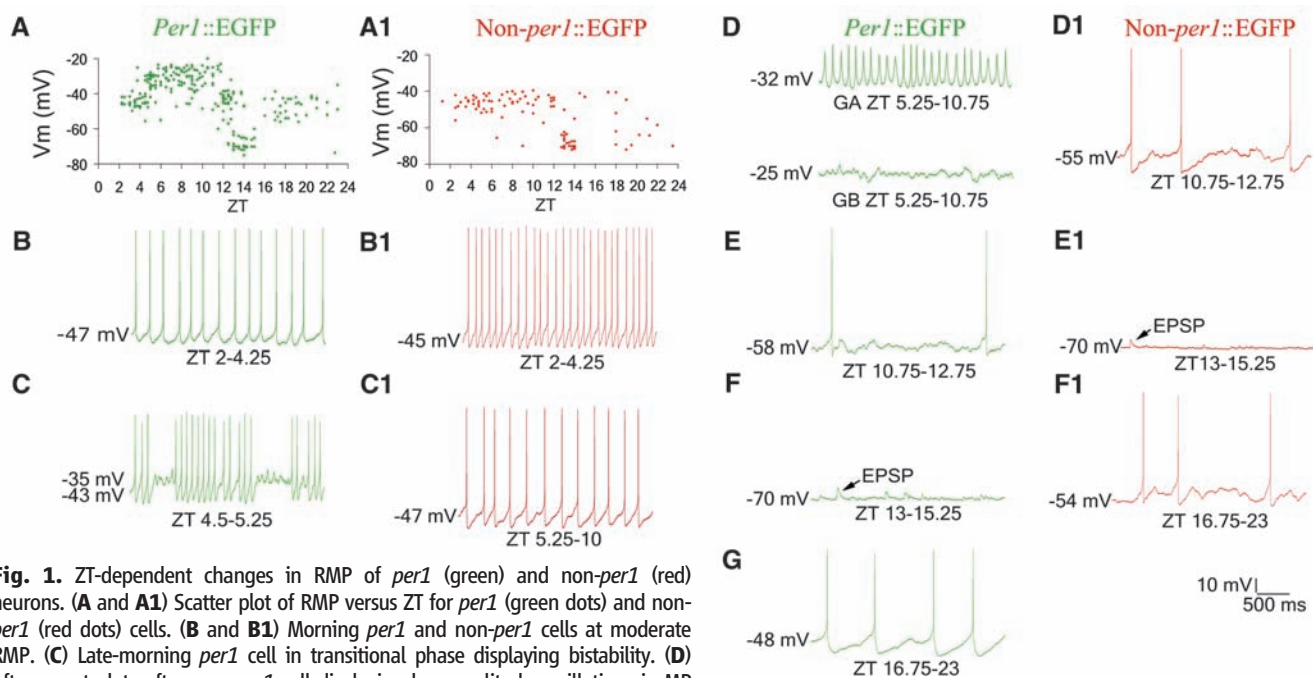 A
Per1::EGFP
-20
-40
-60
-80
Vm (mV)
0 2 4 6 8 10 12 14 16 18 20 22 24
ZT
A1
Non-per1::EGFP
-20
-40
-60
-80
Vm (mV)
0 2 4 6 8 10 12 14 16 18 20 22 24
ZT
B
-47 mV
ZT 2-4.25
B1
-45 mV
ZT 2-4.25
C
-35 mV
-43 mV
ZT 4.5-5.25
C1
-47 mV
ZT 5.25-10
D
Per1::EGFP
-32 mV
GA ZT 5.25-10.75
-25 mV
GB ZT 5.25-10.75
D1
Non-per1::EGFP
-55 mV
ZT 10.75-12.75
E
-58 mV
ZT 10.75-12.75
E1
EPSP
-70 mV
ZT13-15.25
F
EPSP
-70 mV
ZT 13-15.25
F1
-54 mV
ZT 16.75-23
G
-48 mV
ZT 16.75-23
10 mV
500 ms
Fig. 1. ZT-dependent changes in RMP of per1 (green) and non-per1 (red)
neurons. (A and A1) Scatter plot of RMP versus ZT for per1 (green dots) and non-
per1 (red dots) cells. (B and B1) Morning per1 and non-per1 cells at moderate
RMP. (C) Late-morning per1 cell in transitional phase displaying bistability. (D)